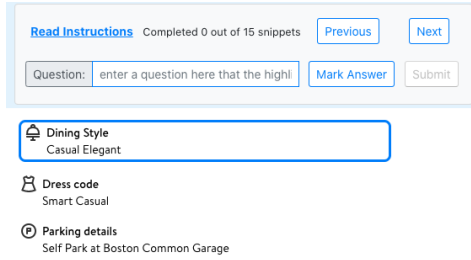 Read Instructions Completed 0 out of 15 snippets Previous Next
Question: enter a question here that the highli Mark Answer Submit
Dining Style
Casual Elegant
Dress code
Smart Casual
P Parking details
Self Park at Boston Common Garage